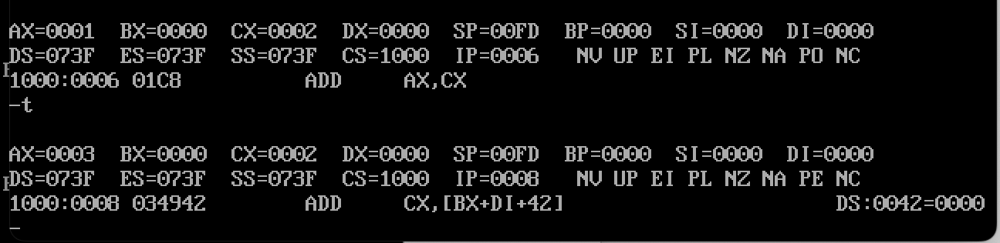 AX=0001  BX=0000  CX=0002  DX=0000  SP=00FD  BP=0000  SI=0000  DI=0000
DS=073F  ES=073F  SS=073F  CS=1000  IP=0006   NV UP EI PL NZ NA PO NC
1000:0006 01C8          ADD     AX,CX
-t
AX=0003  BX=0000  CX=0002  DX=0000  SP=00FD  BP=0000  SI=0000  DI=0000
DS=073F  ES=073F  SS=073F  CS=1000  IP=0008   NV UP EI PL NZ NA PE NC
1000:0008 034942        ADD     CX,[BX+DI+42]                      DS:0042=0000
-